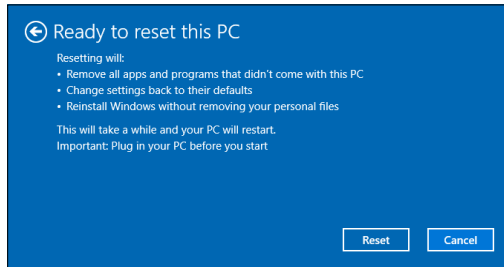 Ready to reset this PC
Resetting will:
• Remove all apps and programs that didn't come with this PC
• Change settings back to their defaults
• Reinstall Windows without removing your personal files
This will take a while and your PC will restart.
Important: Plug in your PC before you start
Reset Cancel